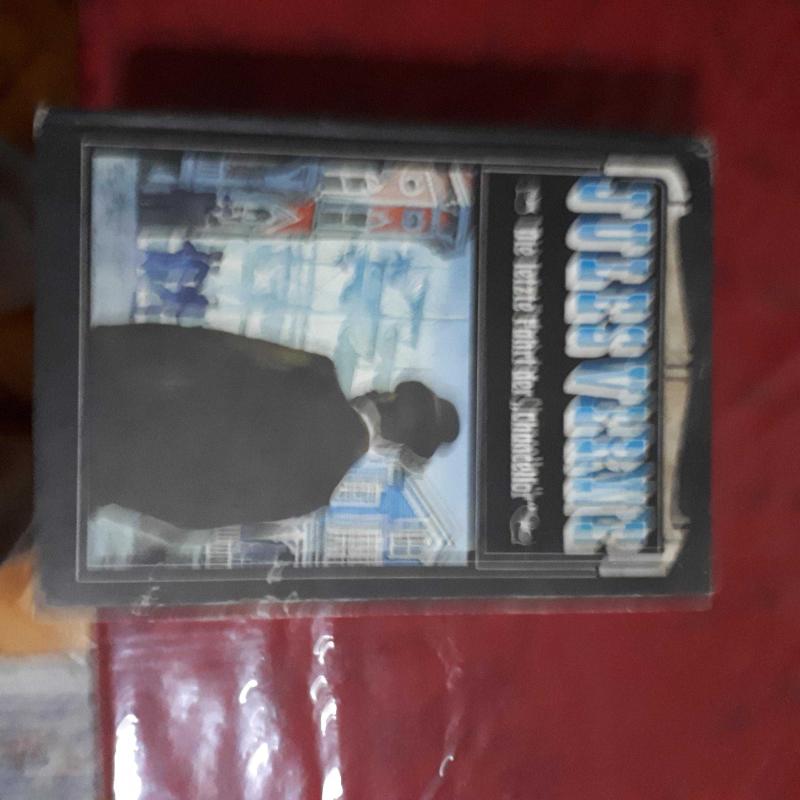 JULES VERNE
Die letzte Fahrt der „Chancellor“